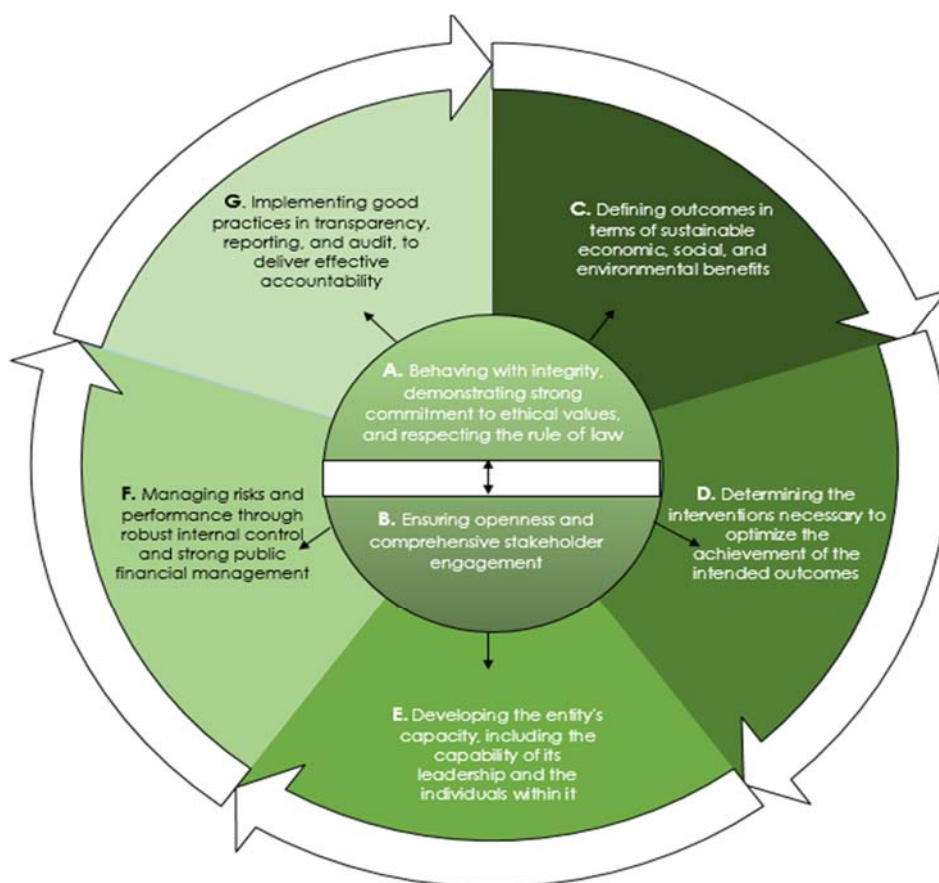 G. Implementing good
practices in transparency,
reporting, and audit, to
deliver effective
accountability
C. Defining outcomes in
terms of sustainable
economic, social, and
environmental benefits
A. Behaving with integrity,
demonstrating strong
commitment to ethical values,
and respecting the rule of law
F. Managing risks and
performance through
robust internal control
and strong public
financial management
B. Ensuring openness and
comprehensive stakeholder
engagement
D. Determining the
interventions necessary to
optimize the
achievement of the
intended outcomes
E. Developing the entity's
capacity, including the
capability of its
leadership and the
individuals within it